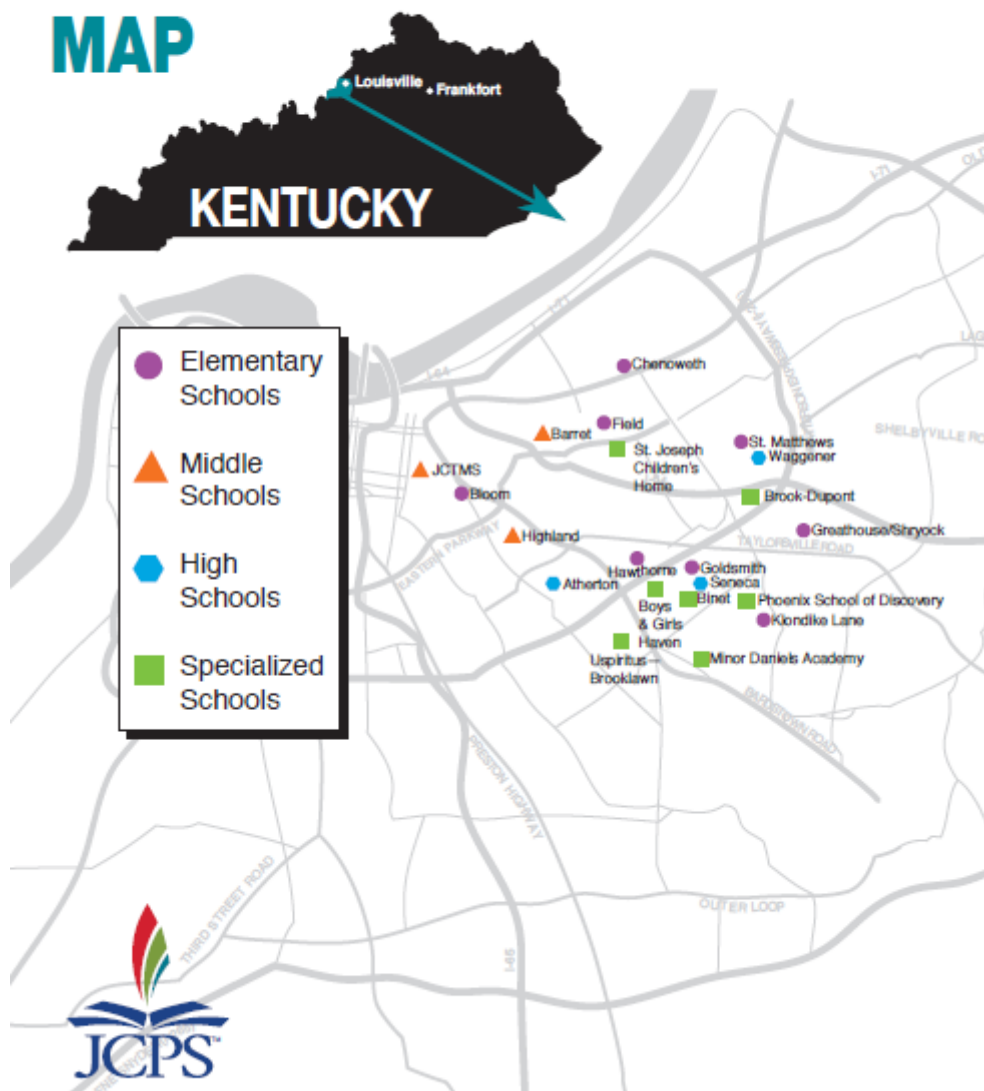 MAP
Louisville
Frankfort
KENTUCKY
Elementary
Schools
Middle
Schools
High
Schools
Specialized
Schools
I-71
I-71
I-64
Chenoweth
Field
Barret
St. Joseph
Children's
Home
St. Matthews
Waggener
SHELBYVILLE RO
JCTMS
Bloom
Brook-Dupont
Highland
Greathouse/Shryock
TAYLORSVILLE ROAD
EASTERN PARKWAY
Hawthorne
Goldsmith
Atherton
Seneca
Binet
Phoenix School of Discovery
Boys
& Girls
Haven
Klondike Lane
Uspiritus—
Brooklawn
Minor Daniels Academy
BARDSTOWN ROAD
PRESTON HIGHWAY
OUTER LOOP
THIRD STREET ROAD
I-65
JCPS™